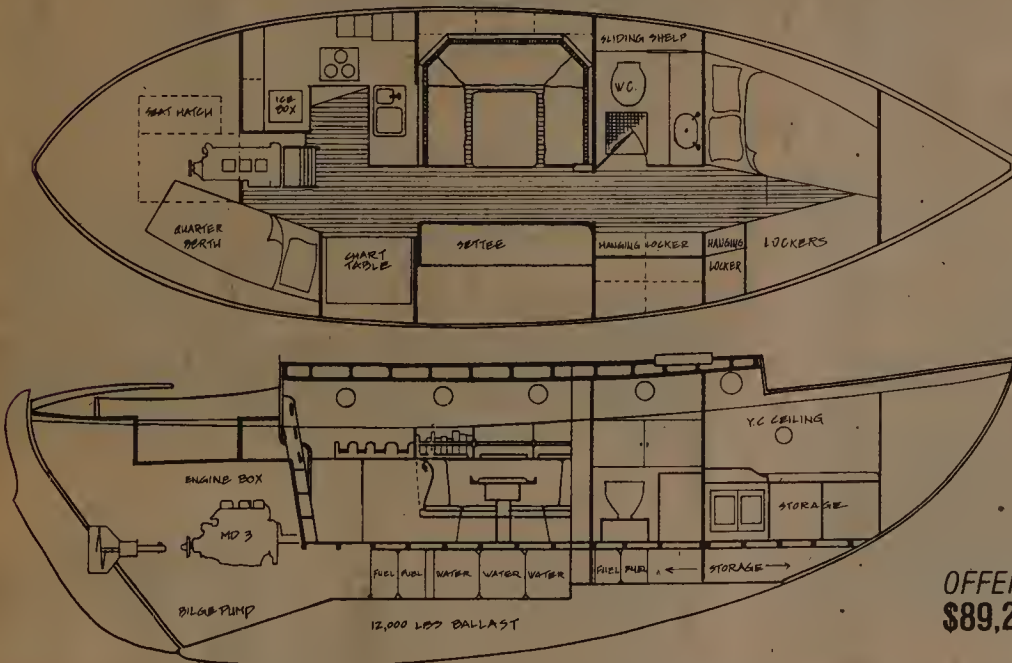 SLIDING SHELF
W.C.
ICE
BOX
SEAT HATCH
QUARTER
BERTH
CHART
TABLE
SETTEE
HANGING LOCKER
HANGING
LOCKER
LOCKERS
V.C CEILING
ENGINE BOX
MD 3
STORAGE
FUEL FUEL WATER WATER WATER
FUEL FUEL
STORAGE
BILGE PUMP
12,000 LBS BALLAST
OFFE
$89,2